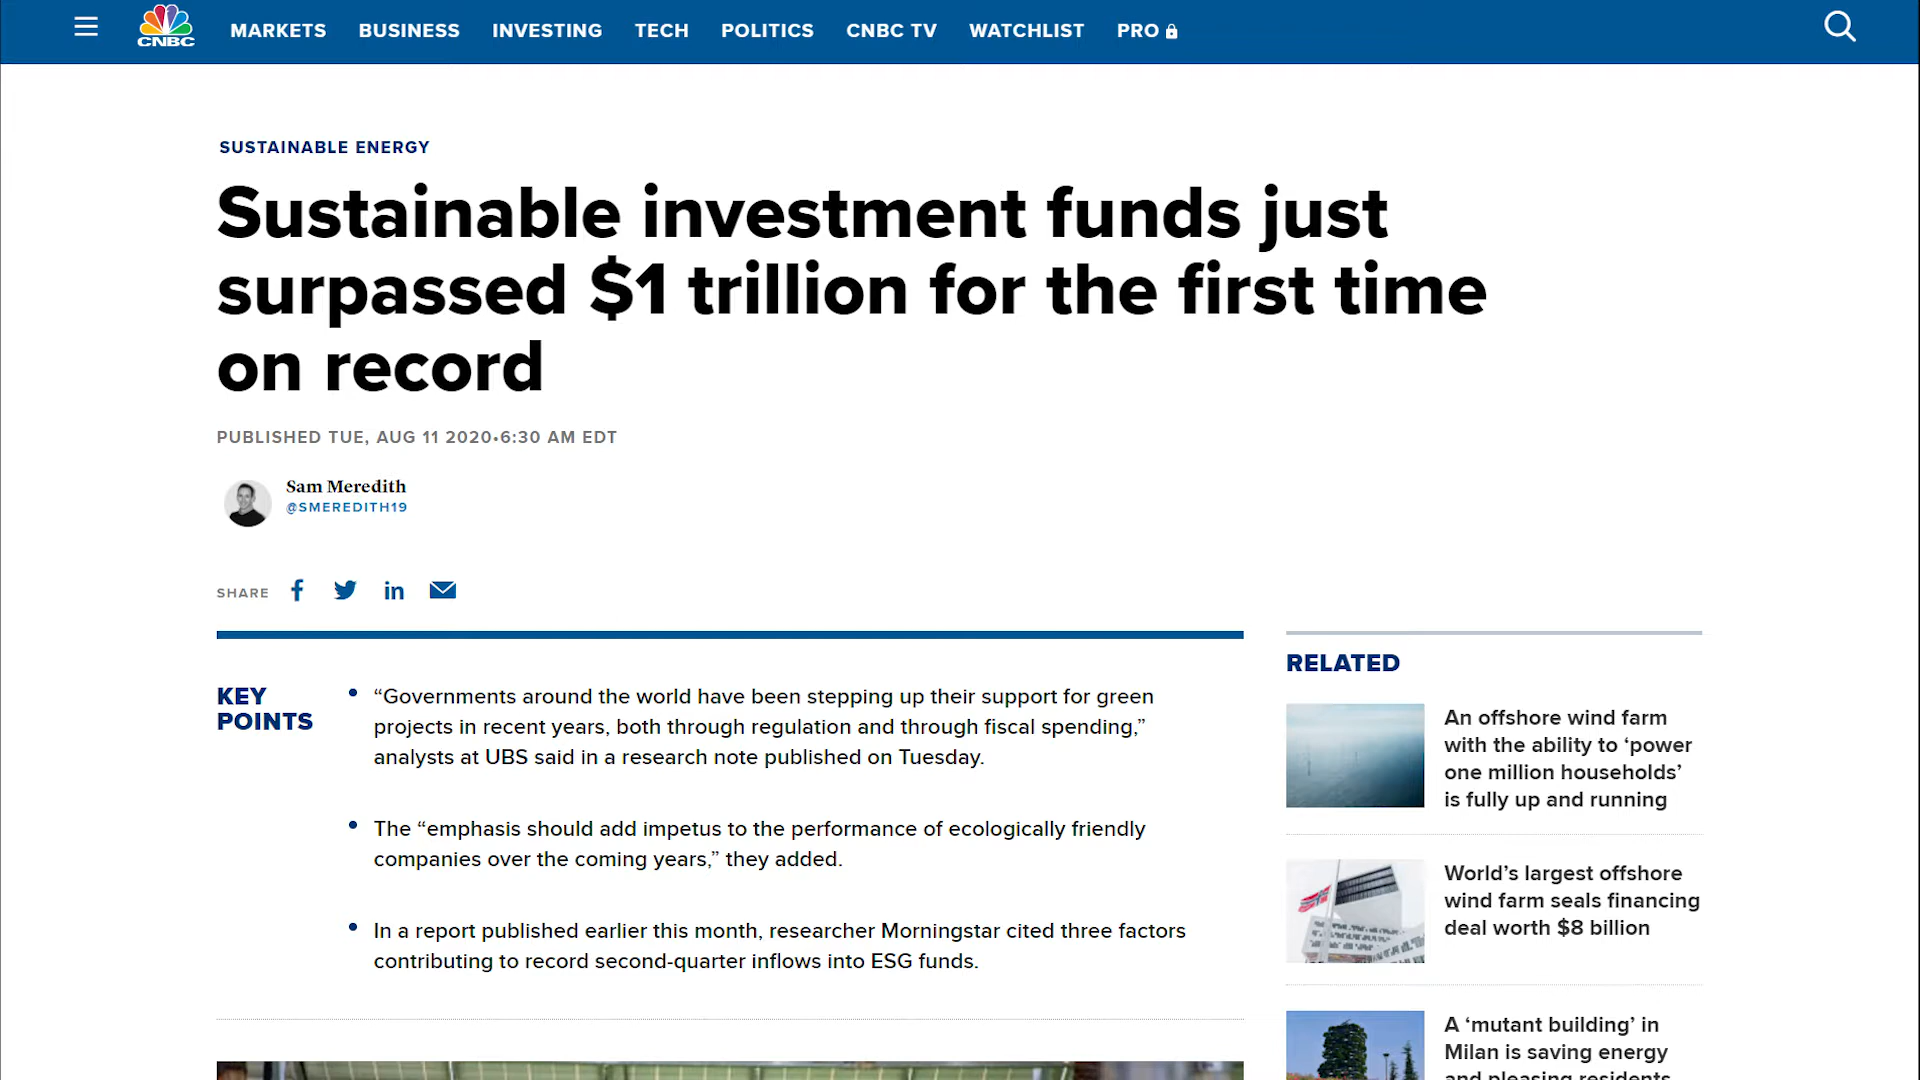 CNBC
MARKETS BUSINESS INVESTING TECH POLITICS CNBC TV WATCHLIST PRO
SUSTAINABLE ENERGY
Sustainable investment funds just
surpassed $1 trillion for the first time
on record
PUBLISHED TUE, AUG 11 2020•6:30 AM EDT
Sam Meredith
@SMEREDITH19
SHARE
KEY
POINTS
• “Governments around the world have been stepping up their support for green
projects in recent years, both through regulation and through fiscal spending,”
analysts at UBS said in a research note published on Tuesday.
• The “emphasis should add impetus to the performance of ecologically friendly
companies over the coming years,” they added.
• In a report published earlier this month, researcher Morningstar cited three factors
contributing to record second-quarter inflows into ESG funds.
RELATED
An offshore wind farm
with the ability to ‘power
one million households’
is fully up and running
World’s largest offshore
wind farm seals financing
deal worth $8 billion
A ‘mutant building’ in
Milan is saving energy
and pleasing residents